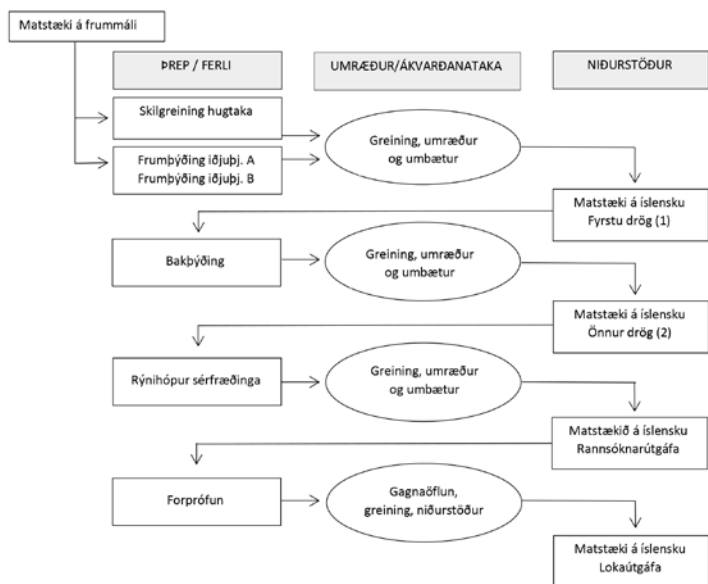 Matstæki á frummáli
ÞREP / FERLI
UMRÆÐUR/ÁKVARÐANATAKA
NIÐURSTÖÐUR
Skilgreining hugtaka
Frumþýðing iðjuþj. A
Frumþýðing iðjuþj. B
Greining, umræður
og umbætur
Matstæki á íslensku
Fyrstu drög (1)
Bakþýðing
Greining, umræður
og umbætur
Matstæki á íslensku
Önnur drög (2)
Rýnihópur sérfræðinga
Greining, umræður
og umbætur
Matstækið á íslensku
Rannsóknarútgáfa
Forprófun
Gagnaöflun,
greining, niðurstöður
Matstæki á íslensku
Lokaútgáfa